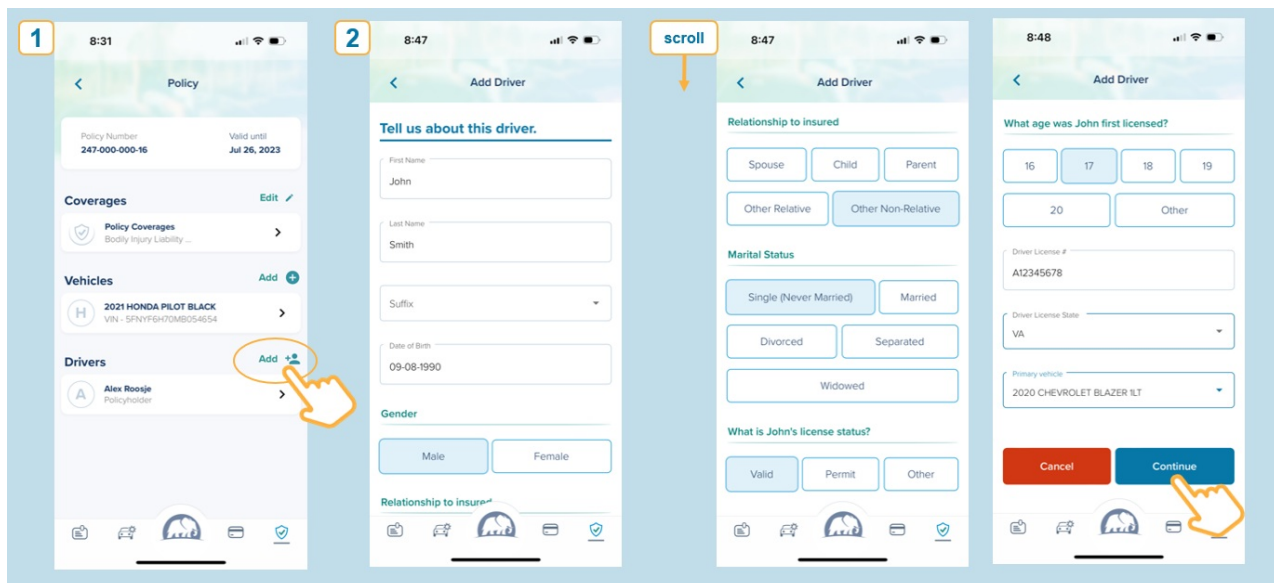 1
8:31
Policy
Policy Number
Valid until
247-000-000-16
Jul 26, 2023
Coverages
Edit
Policy Coverages
Bodily Injury Liability ...
Vehicles
Add
H
2021 HONDA PILOT BLACK
VIN - 5FNYF6H70MB054654
Drivers
Add
A
Alex Roosje
Policyholder
2
8:47
Add Driver
Tell us about this driver.
First Name
John
Last Name
Smith
Suffix
Date of Birth
09-08-1990
Gender
Male
Female
Relationship to insured
scroll
8:47
Add Driver
Relationship to insured
Spouse
Child
Parent
Other Relative
Other Non-Relative
Marital Status
Single (Never Married)
Married
Divorced
Separated
Widowed
What is John's license status?
Valid
Permit
Other
8:48
Add Driver
What age was John first licensed?
16
17
18
19
20
Other
Driver License #
A12345678
Driver License State
VA
Primary vehicle
2020 CHEVROLET BLAZER 1LT
Cancel
Continue